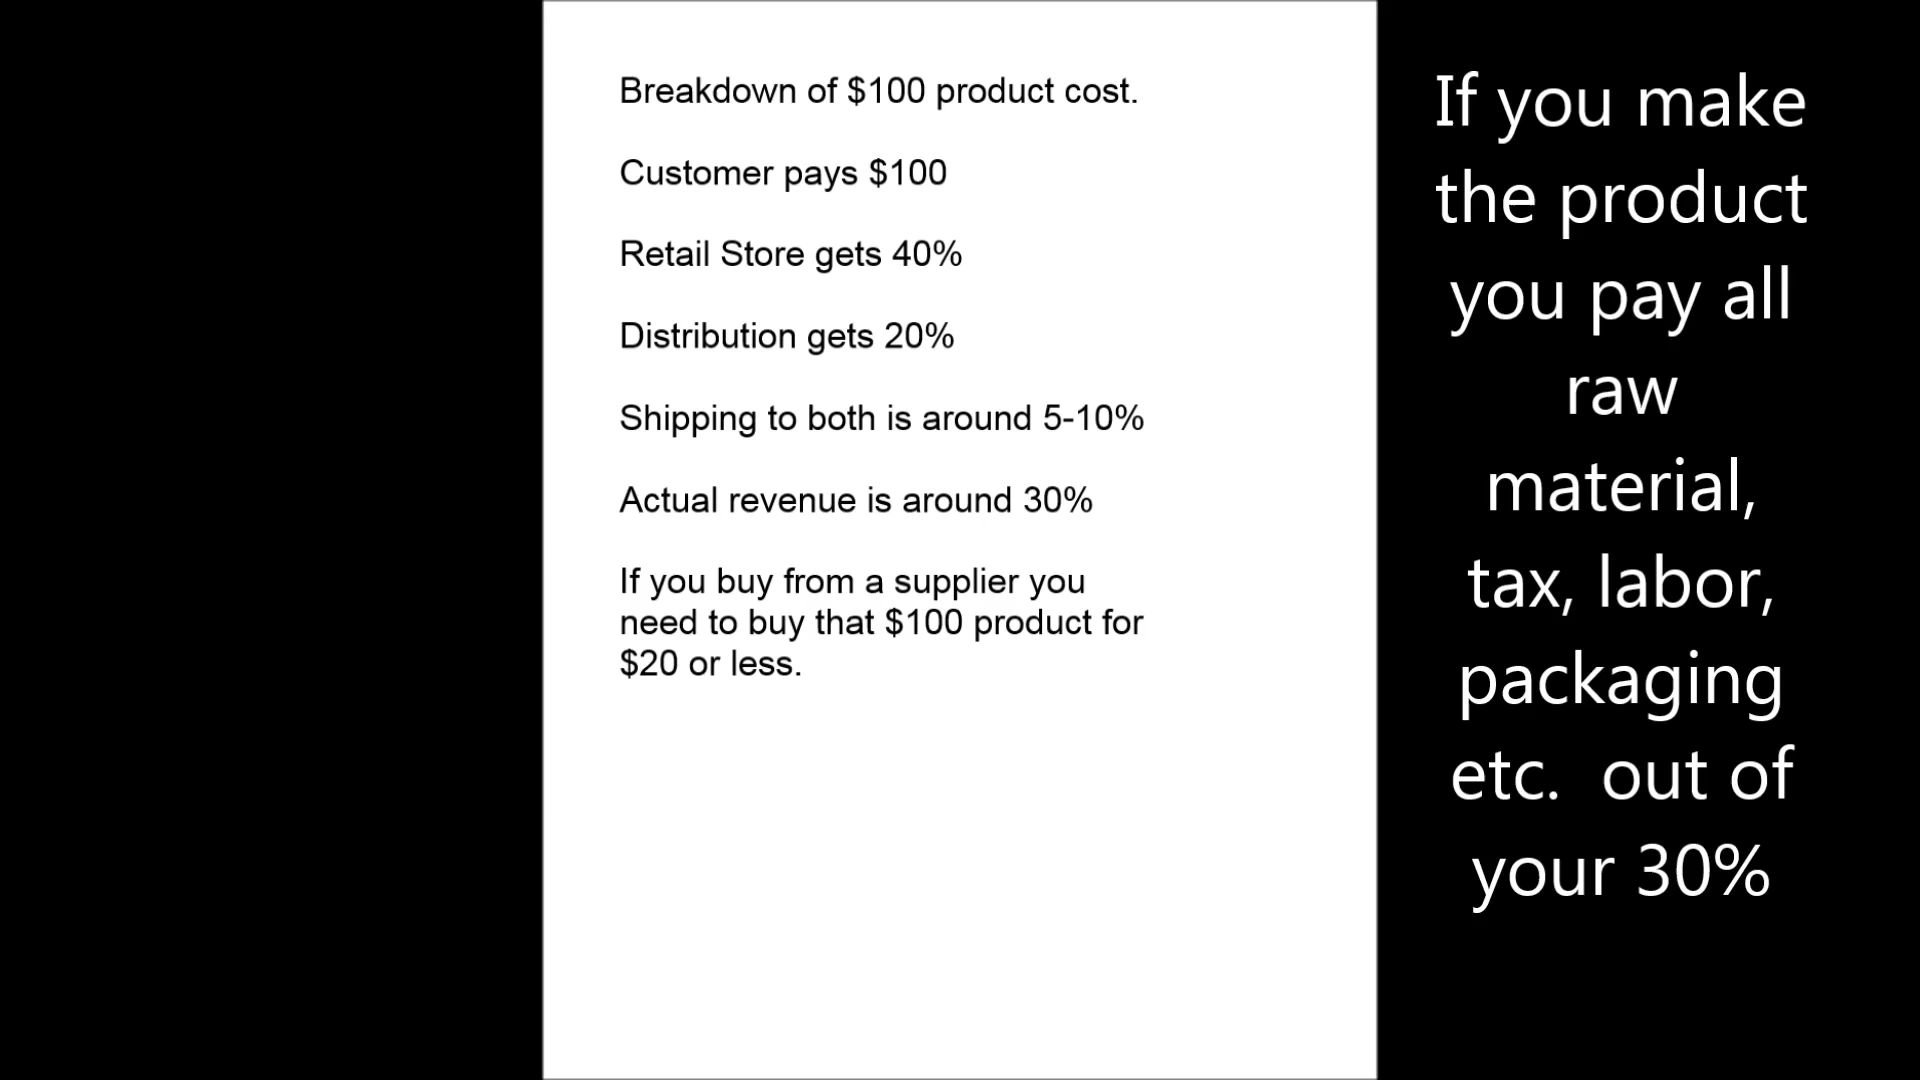 Breakdown of $100 product cost.
Customer pays $100
Retail Store gets 40%
Distribution gets 20%
Shipping to both is around 5-10%
Actual revenue is around 30%
If you buy from a supplier you
need to buy that $100 product for
$20 or less.
If you make
the product
you pay all
raw
material,
tax, labor,
packaging
etc.  out of
your 30%